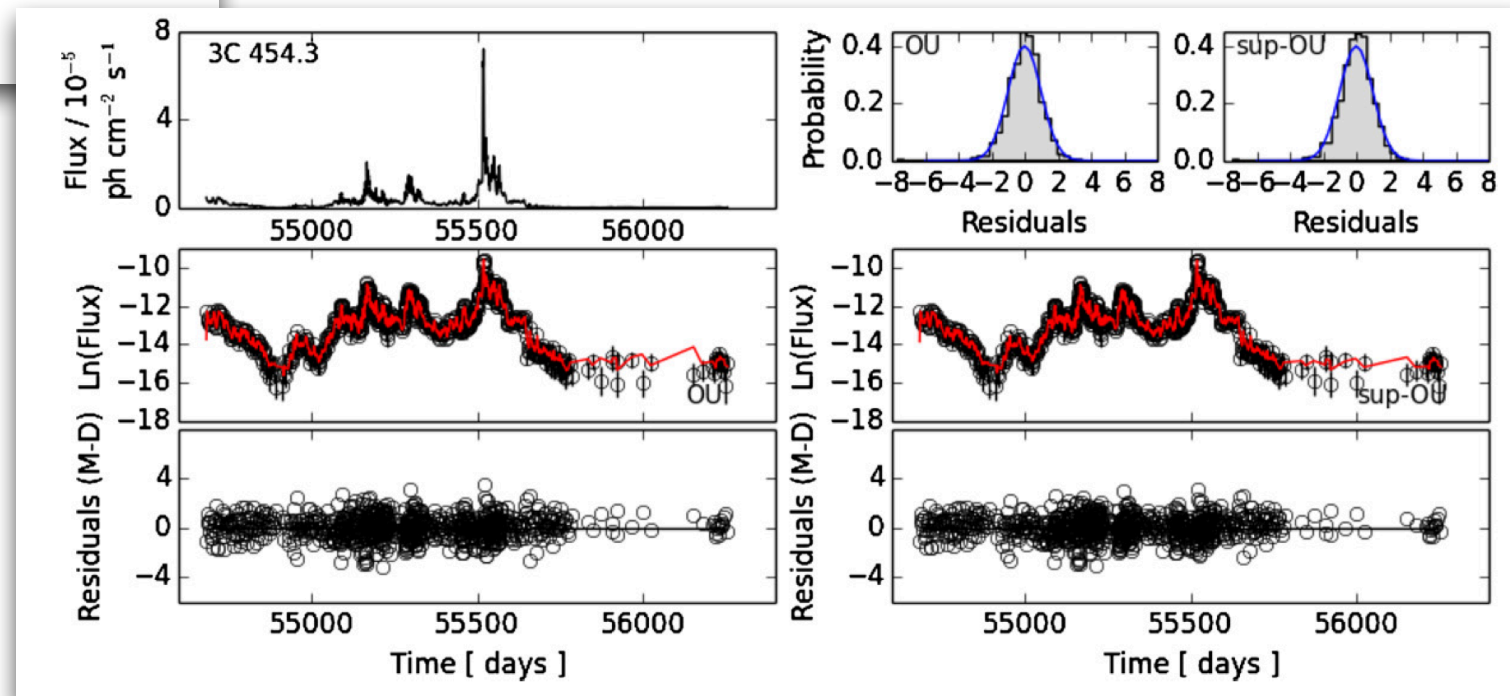 8
4
0
Flux / 10⁻⁵
ph cm⁻² s⁻¹
3C 454.3
55000 55500 56000
Probability
0.4
0.2
0.0
OU
−8−6−4−2 0 2 4 6 8
Residuals
0.4
0.2
0.0
sup-OU
−8−6−4−2 0 2 4 6 8
Residuals
Ln(Flux)
−10
−12
−14
−16
−18
OU
Ln(Flux)
−10
−12
−14
−16
−18
sup-OU
Residuals (M-D)
4
0
−4
55000 55500 56000
Time [ days ]
Residuals (M-D)
4
0
−4
55000 55500 56000
Time [ days ]